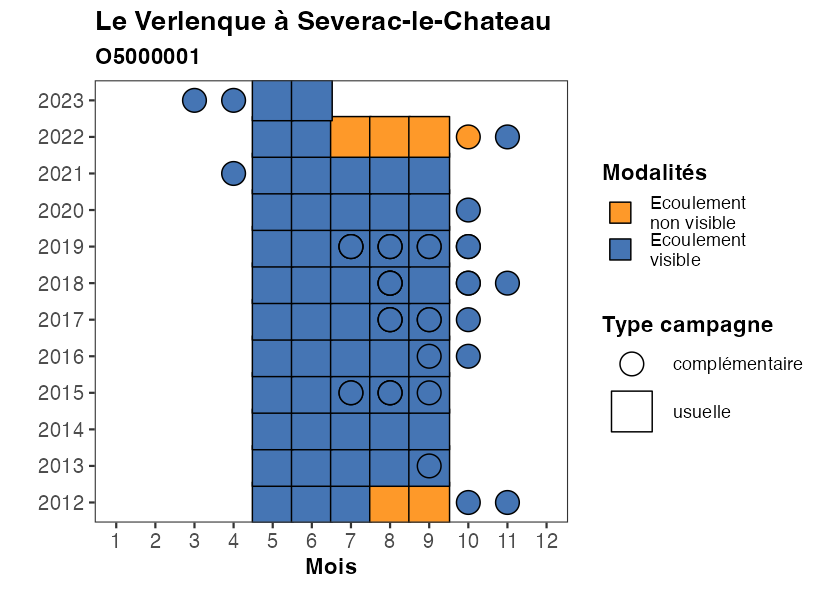 Le Verlenque à Severac-le-Chateau
O5000001
2023
2022
2021
2020
2019
2018
2017
2016
2015
2014
2013
2012
1 2 3 4 5 6 7 8 9 10 11 12
Mois
Modalités
Ecoulement
non visible
Ecoulement
visible
Type campagne
complémentaire
usuelle